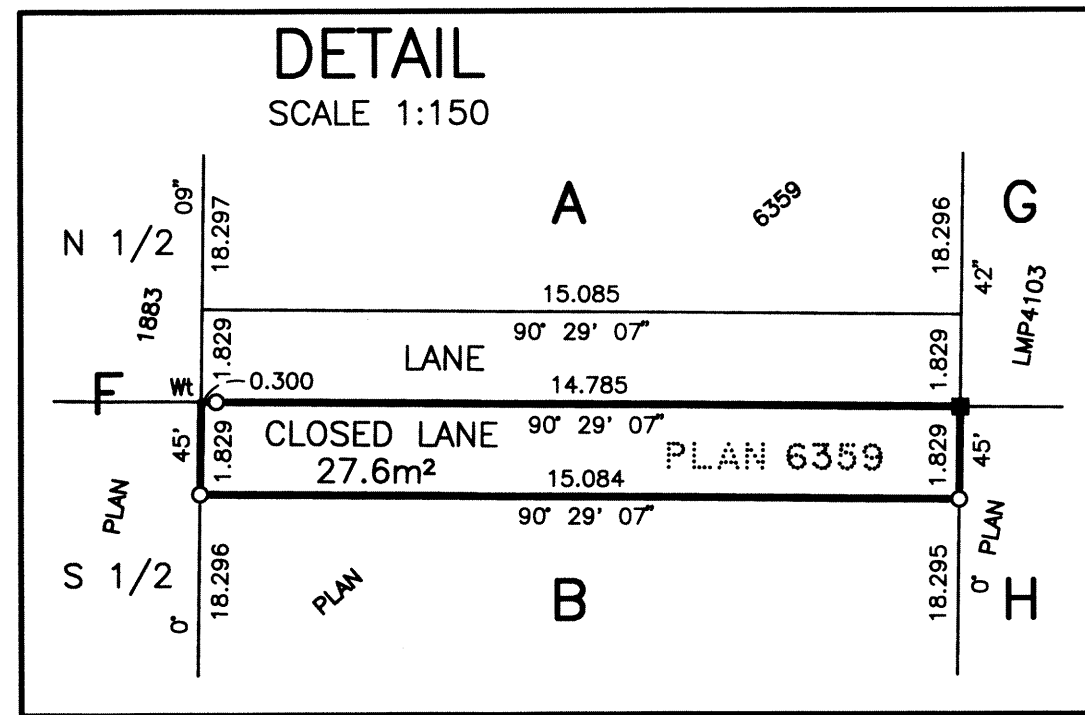 DETAIL
SCALE 1:150
09"
18.297
A
6359
18.296
G
N 1/2
42"
LMP4103
1883
15.085
90° 29' 07"
1.829
LANE
1.829
F
Wt
0.300
14.785
45'
1.829
CLOSED LANE
90° 29' 07"
PLAN 6359
1.829
45'
27.6m²
15.084
90° 29' 07"
PLAN
PLAN
S 1/2
18.296
PLAN
B
18.295
0°
H
0°